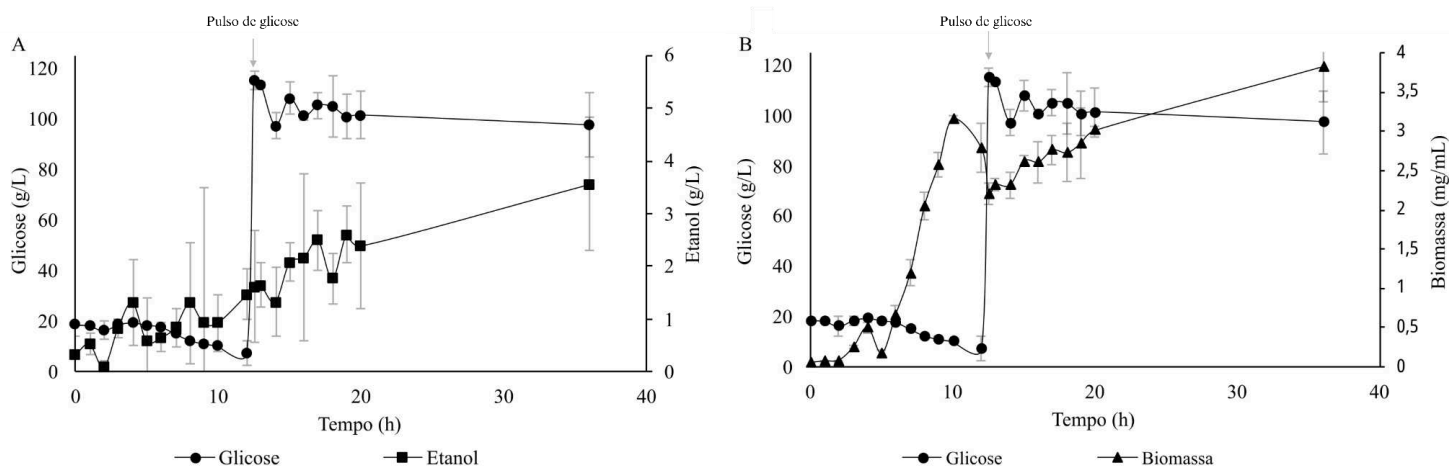 Pulso de glicose
A
Glicose (g/L)
120
100
80
60
40
20
0
6
5
4
3
2
1
0
Etanol (g/L)
0
10
20
30
40
Tempo (h)
Glicose
Etanol
Pulso de glicose
B
Glicose (g/L)
120
100
80
60
40
20
0
4
3,5
3
2,5
2
1,5
1
0,5
0
Biomassa (mg/mL)
0
10
20
30
40
Tempo (h)
Glicose
Biomassa